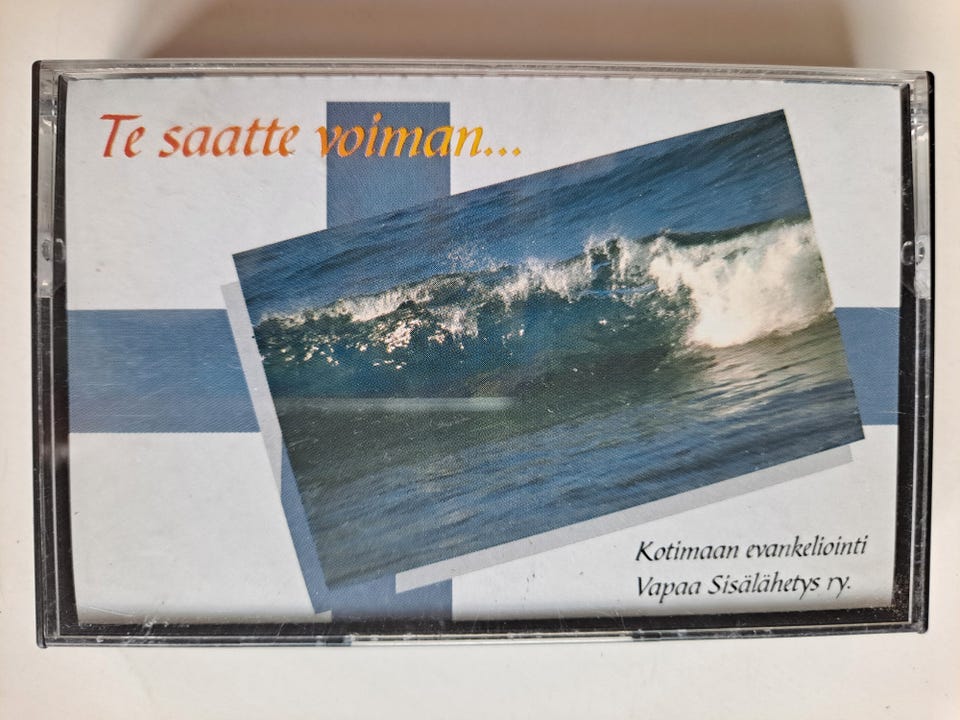 Te saatte voiman...
Kotimaan evankeliointi
Vapaa Sisälähetys ry.